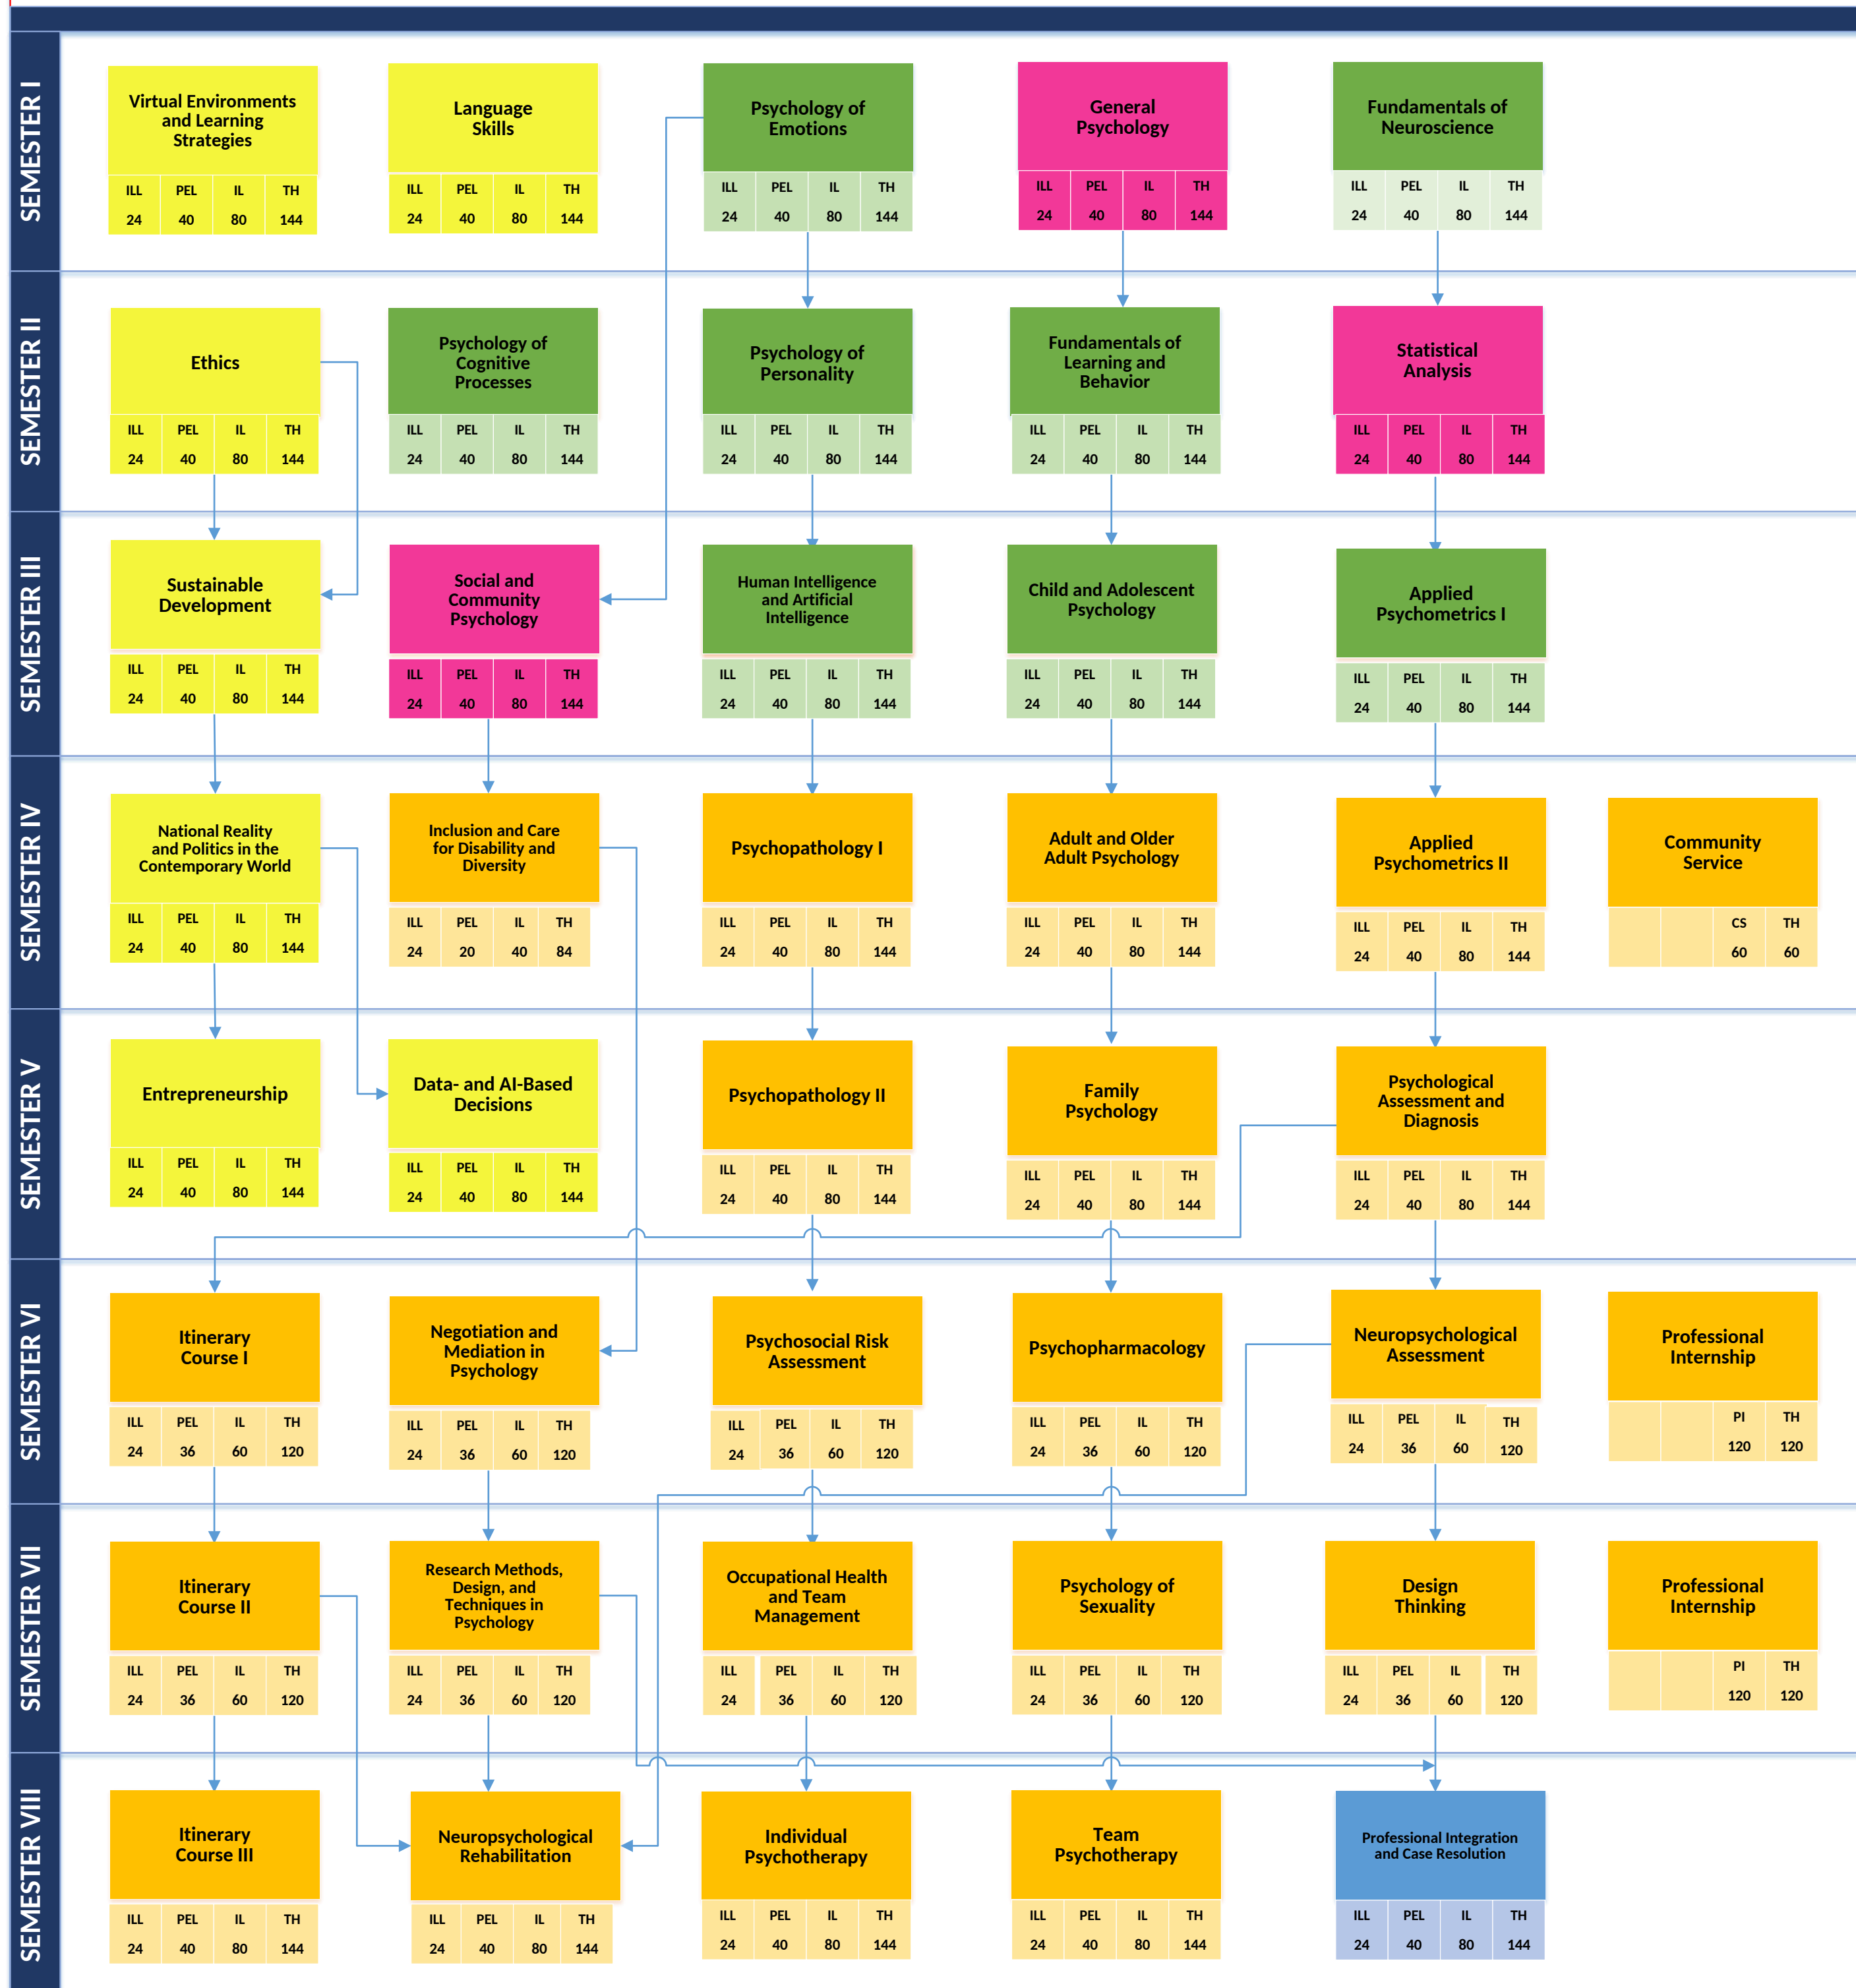 SEMESTER I
Virtual Environments
and Learning
Strategies
ILL PEL IL TH
24 40 80 144
Language
Skills
ILL PEL IL TH
24 40 80 144
Psychology of
Emotions
ILL PEL IL TH
24 40 80 144
General
Psychology
ILL PEL IL TH
24 40 80 144
Fundamentals of
Neuroscience
ILL PEL IL TH
24 40 80 144
SEMESTER II
Ethics
ILL PEL IL TH
24 40 80 144
Psychology of
Cognitive
Processes
ILL PEL IL TH
24 40 80 144
Psychology of
Personality
ILL PEL IL TH
24 40 80 144
Fundamentals of
Learning and
Behavior
ILL PEL IL TH
24 40 80 144
Statistical
Analysis
ILL PEL IL TH
24 40 80 144
SEMESTER III
Sustainable
Development
ILL PEL IL TH
24 40 80 144
Social and
Community
Psychology
ILL PEL IL TH
24 40 80 144
Human Intelligence
and Artificial
Intelligence
ILL PEL IL TH
24 40 80 144
Child and Adolescent
Psychology
ILL PEL IL TH
24 40 80 144
Applied
Psychometrics I
ILL PEL IL TH
24 40 80 144
SEMESTER IV
National Reality
and Politics in the
Contemporary World
ILL PEL IL TH
24 40 80 144
Inclusion and Care
for Disability and
Diversity
ILL PEL IL TH
24 20 40 84
Psychopathology I
ILL PEL IL TH
24 40 80 144
Adult and Older
Adult Psychology
ILL PEL IL TH
24 40 80 144
Applied
Psychometrics II
ILL PEL IL TH
24 40 80 144
Community
Service
CS TH
60 60
SEMESTER V
Entrepreneurship
ILL PEL IL TH
24 40 80 144
Data- and AI-Based
Decisions
ILL PEL IL TH
24 40 80 144
Psychopathology II
ILL PEL IL TH
24 40 80 144
Family
Psychology
ILL PEL IL TH
24 40 80 144
Psychological
Assessment and
Diagnosis
ILL PEL IL TH
24 40 80 144
SEMESTER VI
Itinerary
Course I
ILL PEL IL TH
24 36 60 120
Negotiation and
Mediation in
Psychology
ILL PEL IL TH
24 36 60 120
Psychosocial Risk
Assessment
ILL PEL IL TH
24 36 60 120
Psychopharmacology
ILL PEL IL TH
24 36 60 120
Neuropsychological
Assessment
ILL PEL IL TH
24 36 60 120
Professional
Internship
PI TH
120 120
SEMESTER VII
Itinerary
Course II
ILL PEL IL TH
24 36 60 120
Research Methods,
Design, and
Techniques in
Psychology
ILL PEL IL TH
24 36 60 120
Occupational Health
and Team
Management
ILL PEL IL TH
24 36 60 120
Psychology of
Sexuality
ILL PEL IL TH
24 36 60 120
Design
Thinking
ILL PEL IL TH
24 36 60 120
Professional
Internship
PI TH
120 120
SEMESTER VIII
Itinerary
Course III
ILL PEL IL TH
24 40 80 144
Neuropsychological
Rehabilitation
ILL PEL IL TH
24 40 80 144
Individual
Psychotherapy
ILL PEL IL TH
24 40 80 144
Team
Psychotherapy
ILL PEL IL TH
24 40 80 144
Professional Integration
and Case Resolution
ILL PEL IL TH
24 40 80 144